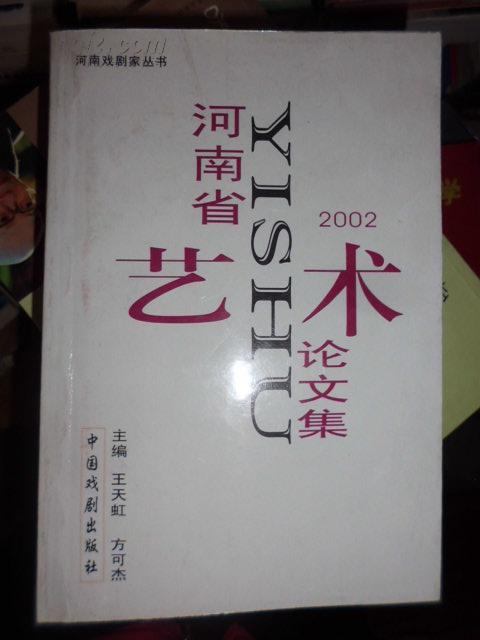 河南戏剧家丛书
河南省
YISHU
2002
艺术
论文集
主编 王天虹 方可杰
中国戏剧出版社